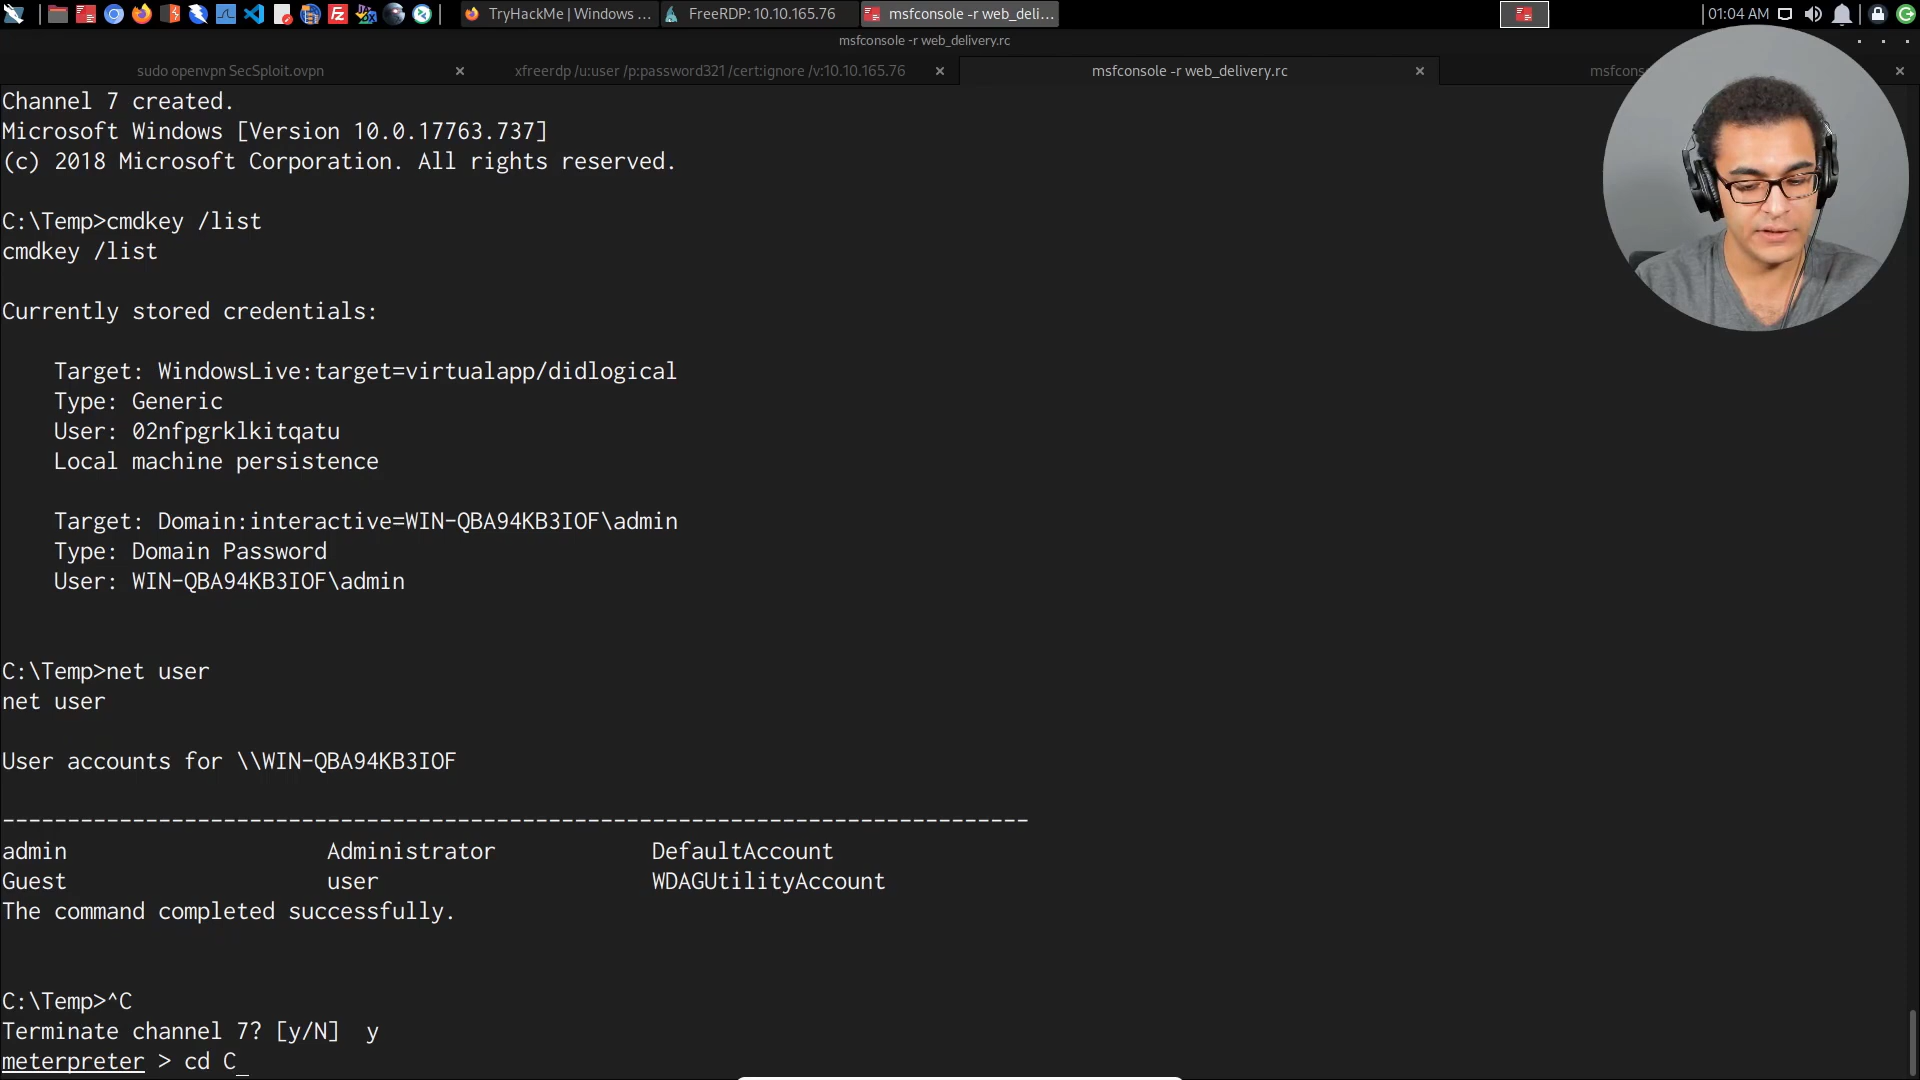 TryHackMe | Windows ...
FreeRDP: 10.10.165.76
msfconsole -r web_deli...
01:04 AM
msfconsole -r web_delivery.rc
sudo openvpn SecSploit.ovpn
xfreerdp /u:user /p:password321 /cert:ignore /v:10.10.165.76
msfconsole -r web_delivery.rc
msfcons
Channel 7 created.
Microsoft Windows [Version 10.0.17763.737]
(c) 2018 Microsoft Corporation. All rights reserved.
C:\Temp>cmdkey /list
cmdkey /list
Currently stored credentials:
Target: WindowsLive:target=virtualapp/didlogical
Type: Generic
User: 02nfpgrklkitqatu
Local machine persistence
Target: Domain:interactive=WIN-QBA94KB3IOF\admin
Type: Domain Password
User: WIN-QBA94KB3IOF\admin
C:\Temp>net user
net user
User accounts for \\WIN-QBA94KB3IOF
-------------------------------------------------------------------------------
admin Administrator DefaultAccount
Guest user WDAGUtilityAccount
The command completed successfully.
C:\Temp>^C
Terminate channel 7? [y/N] y
meterpreter > cd C_